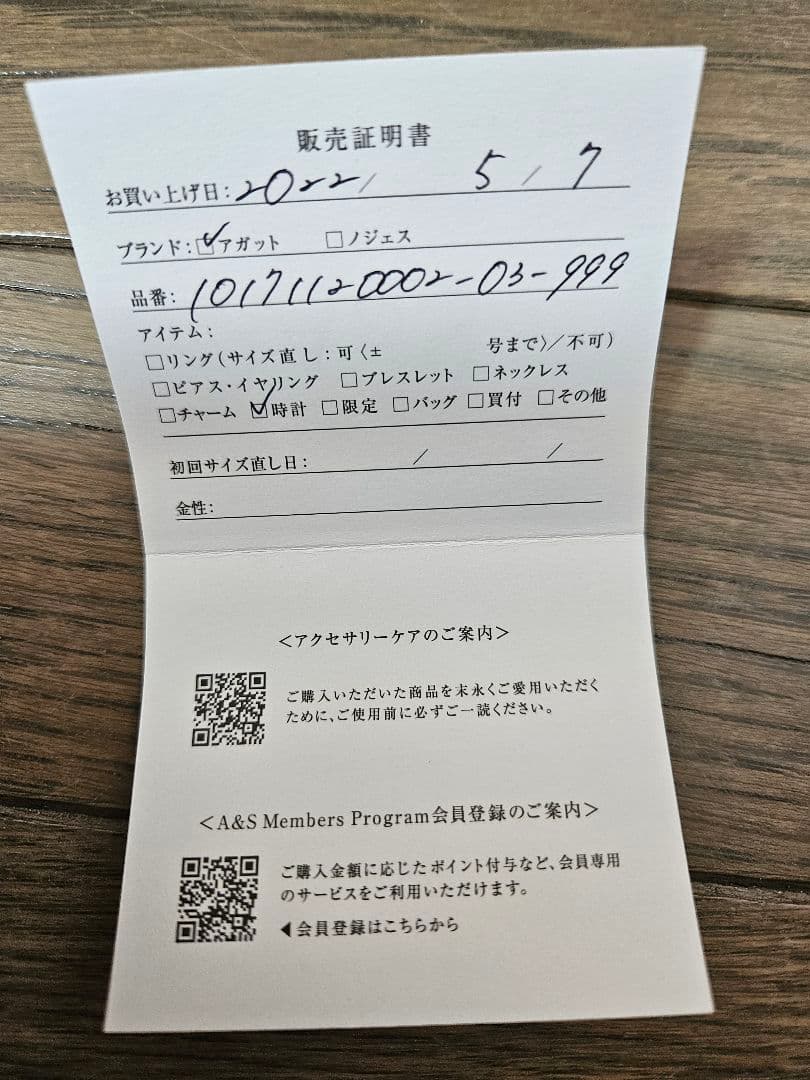 販売証明書
お買い上げ日: 2022 / 5 / 7
ブランド: ☑アガット □ノジェス
品番: 10171120002-03-999
アイテム:
□リング(サイズ直し:可〈± 号まで〉/不可)
□ピアス・イヤリング □ブレスレット □ネックレス
□チャーム ☑時計 □限定 □バッグ □買付 □その他
初回サイズ直し日: / /
金性:
<アクセサリーケアのご案内>
ご購入いただいた商品を末永くご愛用いただく
ために、ご使用前に必ずご一読ください。
<A&S Members Program会員登録のご案内>
ご購入金額に応じたポイント付与など、会員専用
のサービスをご利用いただけます。
◀会員登録はこちらから